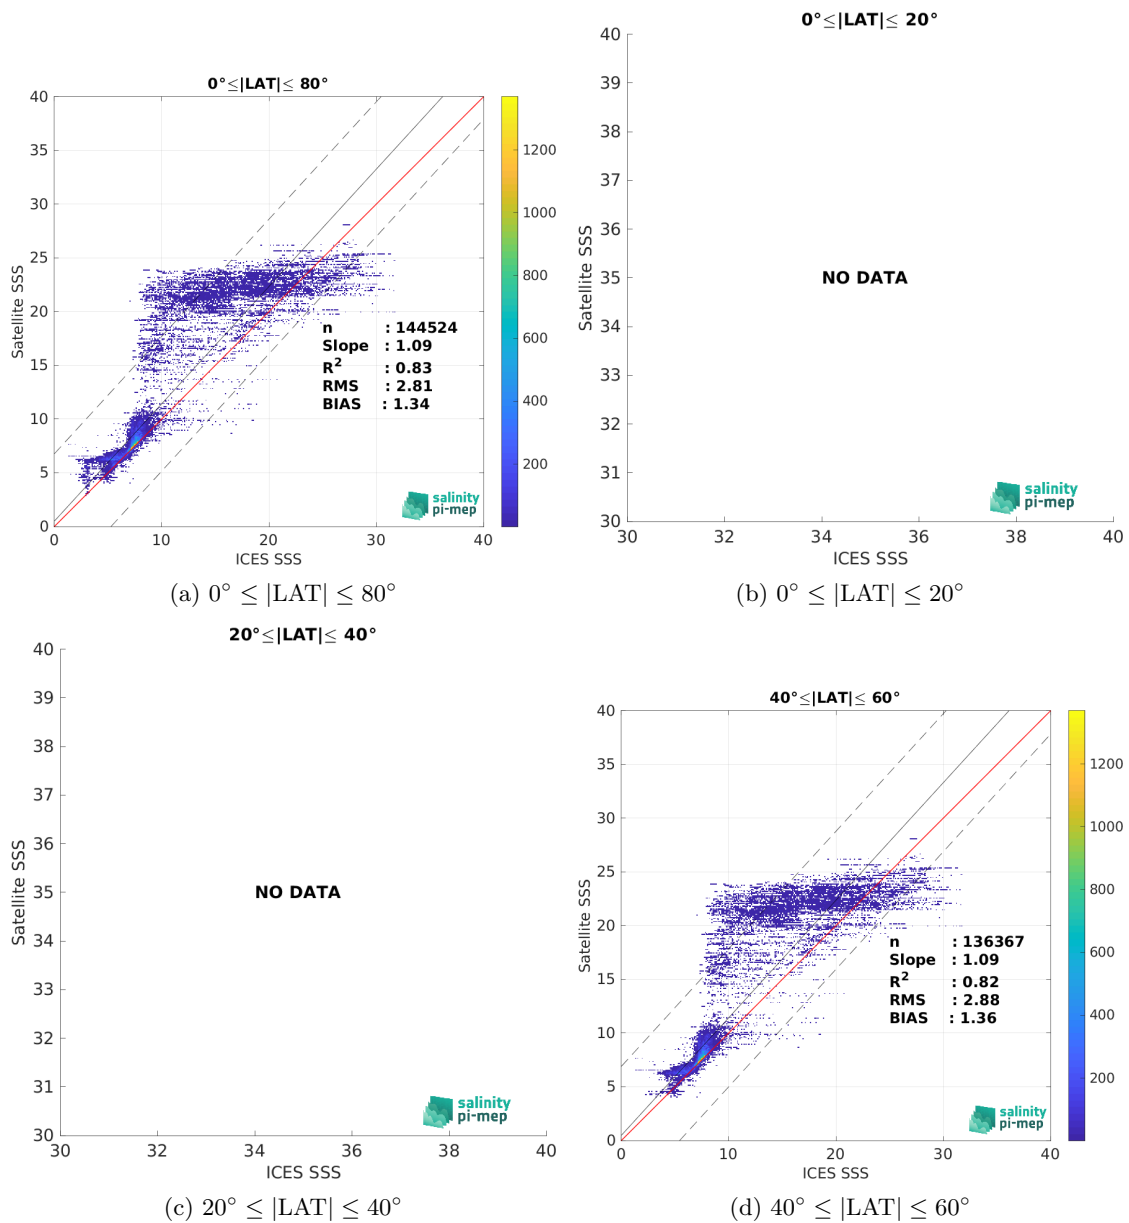 0°≤|LAT|≤ 80°
40
35
30
25
20
15
10
5
0
0
10
20
30
40
Satellite SSS
ICES SSS
n : 144524
Slope : 1.09
R² : 0.83
RMS : 2.81
BIAS : 1.34
1200
1000
800
600
400
200
salinity
pi-mep
(a) 0° ≤ |LAT| ≤ 80°
0°≤|LAT|≤ 20°
40
39
38
37
36
35
34
33
32
31
30
30
32
34
36
38
40
Satellite SSS
ICES SSS
NO DATA
salinity
pi-mep
(b) 0° ≤ |LAT| ≤ 20°
20°≤|LAT|≤ 40°
40
39
38
37
36
35
34
33
32
31
30
30
32
34
36
38
40
Satellite SSS
ICES SSS
NO DATA
salinity
pi-mep
(c) 20° ≤ |LAT| ≤ 40°
40°≤|LAT|≤ 60°
40
35
30
25
20
15
10
5
0
0
10
20
30
40
Satellite SSS
ICES SSS
n : 136367
Slope : 1.09
R² : 0.82
RMS : 2.88
BIAS : 1.36
1200
1000
800
600
400
200
salinity
pi-mep
(d) 40° ≤ |LAT| ≤ 60°